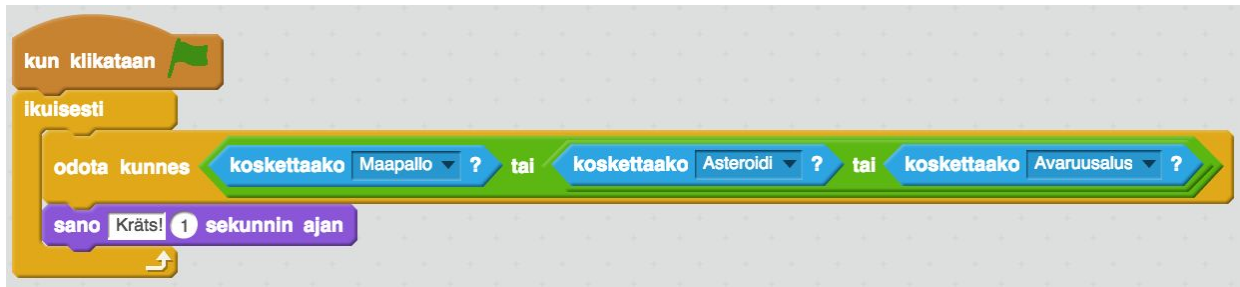 kun klikataan
ikuisesti
odota kunnes koskettaako Maapallo ? tai koskettaako Asteroidi ? tai koskettaako Avaruusalus ?
sano Kräts! 1 sekunnin ajan